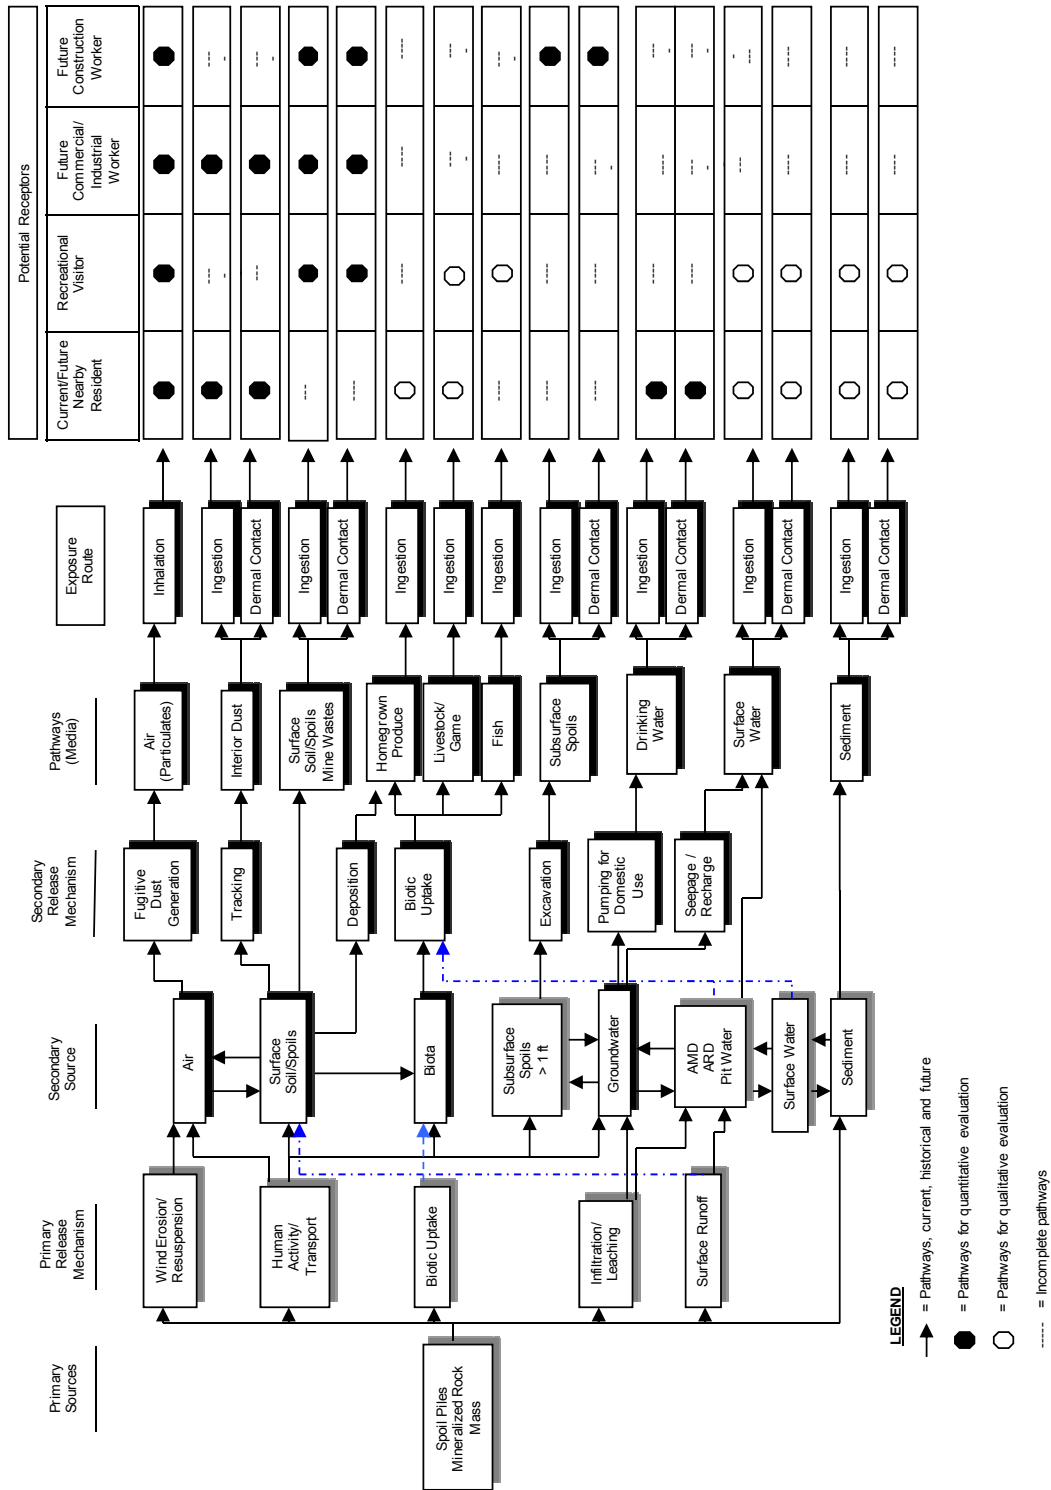 Primary
Sources
Primary
Release
Mechanism
Secondary
Source
Secondary
Release
Mechanism
Pathways
(Media)
Exposure
Route
Potential Receptors
Current/Future
Nearby
Resident
Recreational
Visitor
Future
Commercial/
Industrial
Worker
Future
Construction
Worker
Spoil Piles
Mineralized Rock
Mass
Wind Erosion/
Resuspension
Human
Activity/
Transport
Biotic Uptake
Infiltration/
Leaching
Surface Runoff
Air
Surface
Soil/Spoils
Biota
Subsurface
Spoils
> 1 ft
Groundwater
AMD
ARD
Pit Water
Surface Water
Sediment
Fugitive
Dust
Generation
Tracking
Deposition
Biotic
Uptake
Excavation
Pumping for
Domestic
Use
Seepage /
Recharge
Air
(Particulates)
Interior Dust
Surface
Soil/Spoils
Mine Wastes
Homegrown
Produce
Livestock/
Game
Fish
Subsurface
Spoils
Drinking
Water
Surface
Water
Sediment
Inhalation
Ingestion
Dermal Contact
Ingestion
Dermal Contact
Ingestion
Ingestion
Ingestion
Ingestion
Dermal Contact
Ingestion
Dermal Contact
Ingestion
Dermal Contact
Ingestion
Dermal Contact
LEGEND
= Pathways, current, historical and future
= Pathways for quantitative evaluation
= Pathways for qualitative evaluation
---- = Incomplete pathways